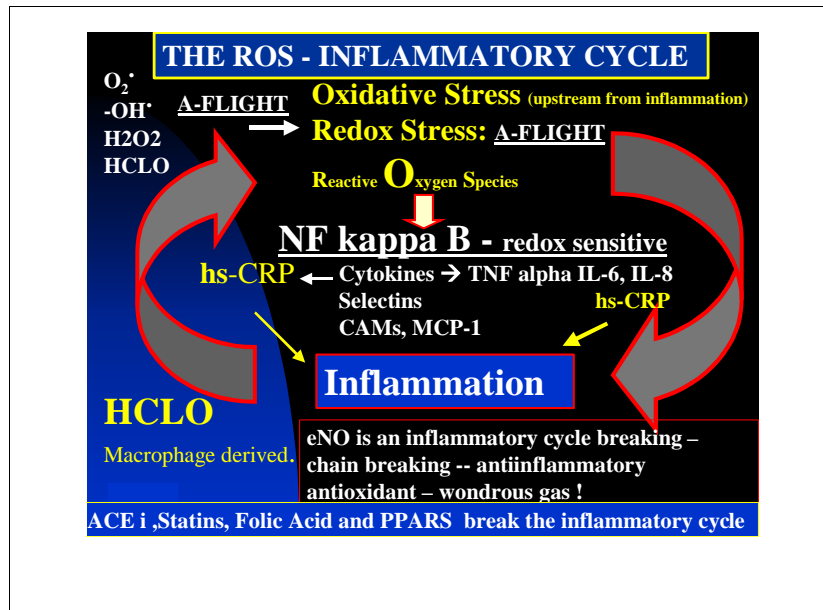 THE ROS - INFLAMMATORY CYCLE
O₂•
-OH•
H2O2
HCLO
A-FLIGHT
Oxidative Stress (upstream from inflammation)
Redox Stress: A-FLIGHT
Reactive Oxygen Species
NF kappa B - redox sensitive
hs-CRP ← Cytokines → TNF alpha IL-6, IL-8
Selectins hs-CRP
CAMs, MCP-1
Inflammation
HCLO
Macrophage derived.
eNO is an inflammatory cycle breaking –
chain breaking -- antiinflammatory
antioxidant – wondrous gas !
ACE i ,Statins, Folic Acid and PPARS break the inflammatory cycle